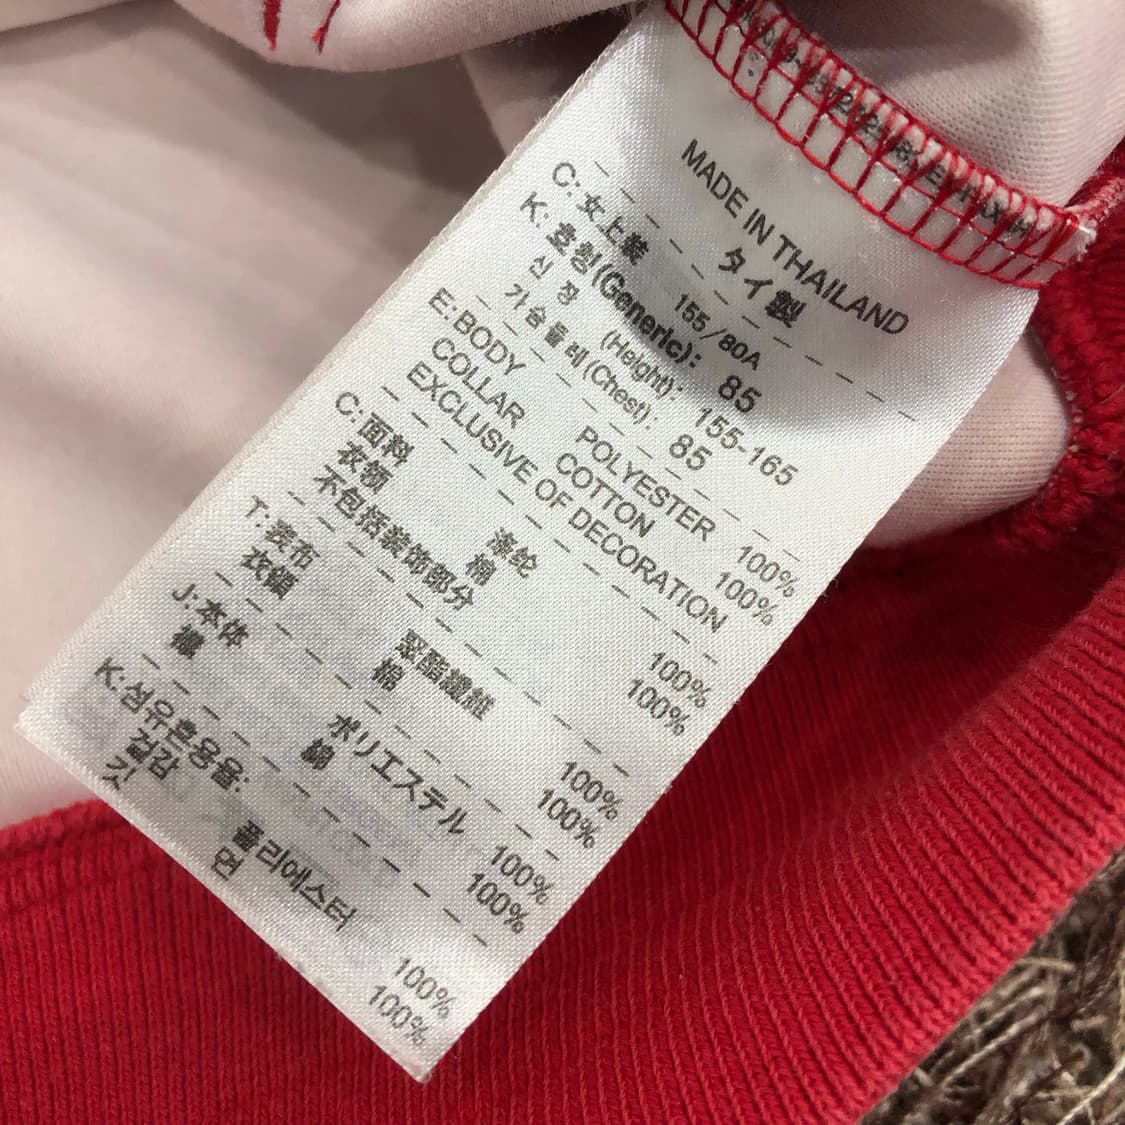 MADE IN THAILAND
タイ製
C: 女上装 155/80A
K: 호칭(Generic): 85
신 장 (Height): 155-165
가슴둘레(Chest): 85
E: BODY POLYESTER 100%
COLLAR COTTON 100%
EXCLUSIVE OF DECORATION
C: 面料 涤纶 100%
衣领 棉 100%
不包括装饰部分
T: 表布 聚酯纖維 100%
衣領 棉 100%
J: 本体 ポリエステル 100%
襟 綿 100%
K: 섬유혼용율:
겉감 폴리에스터 100%
깃 면 100%